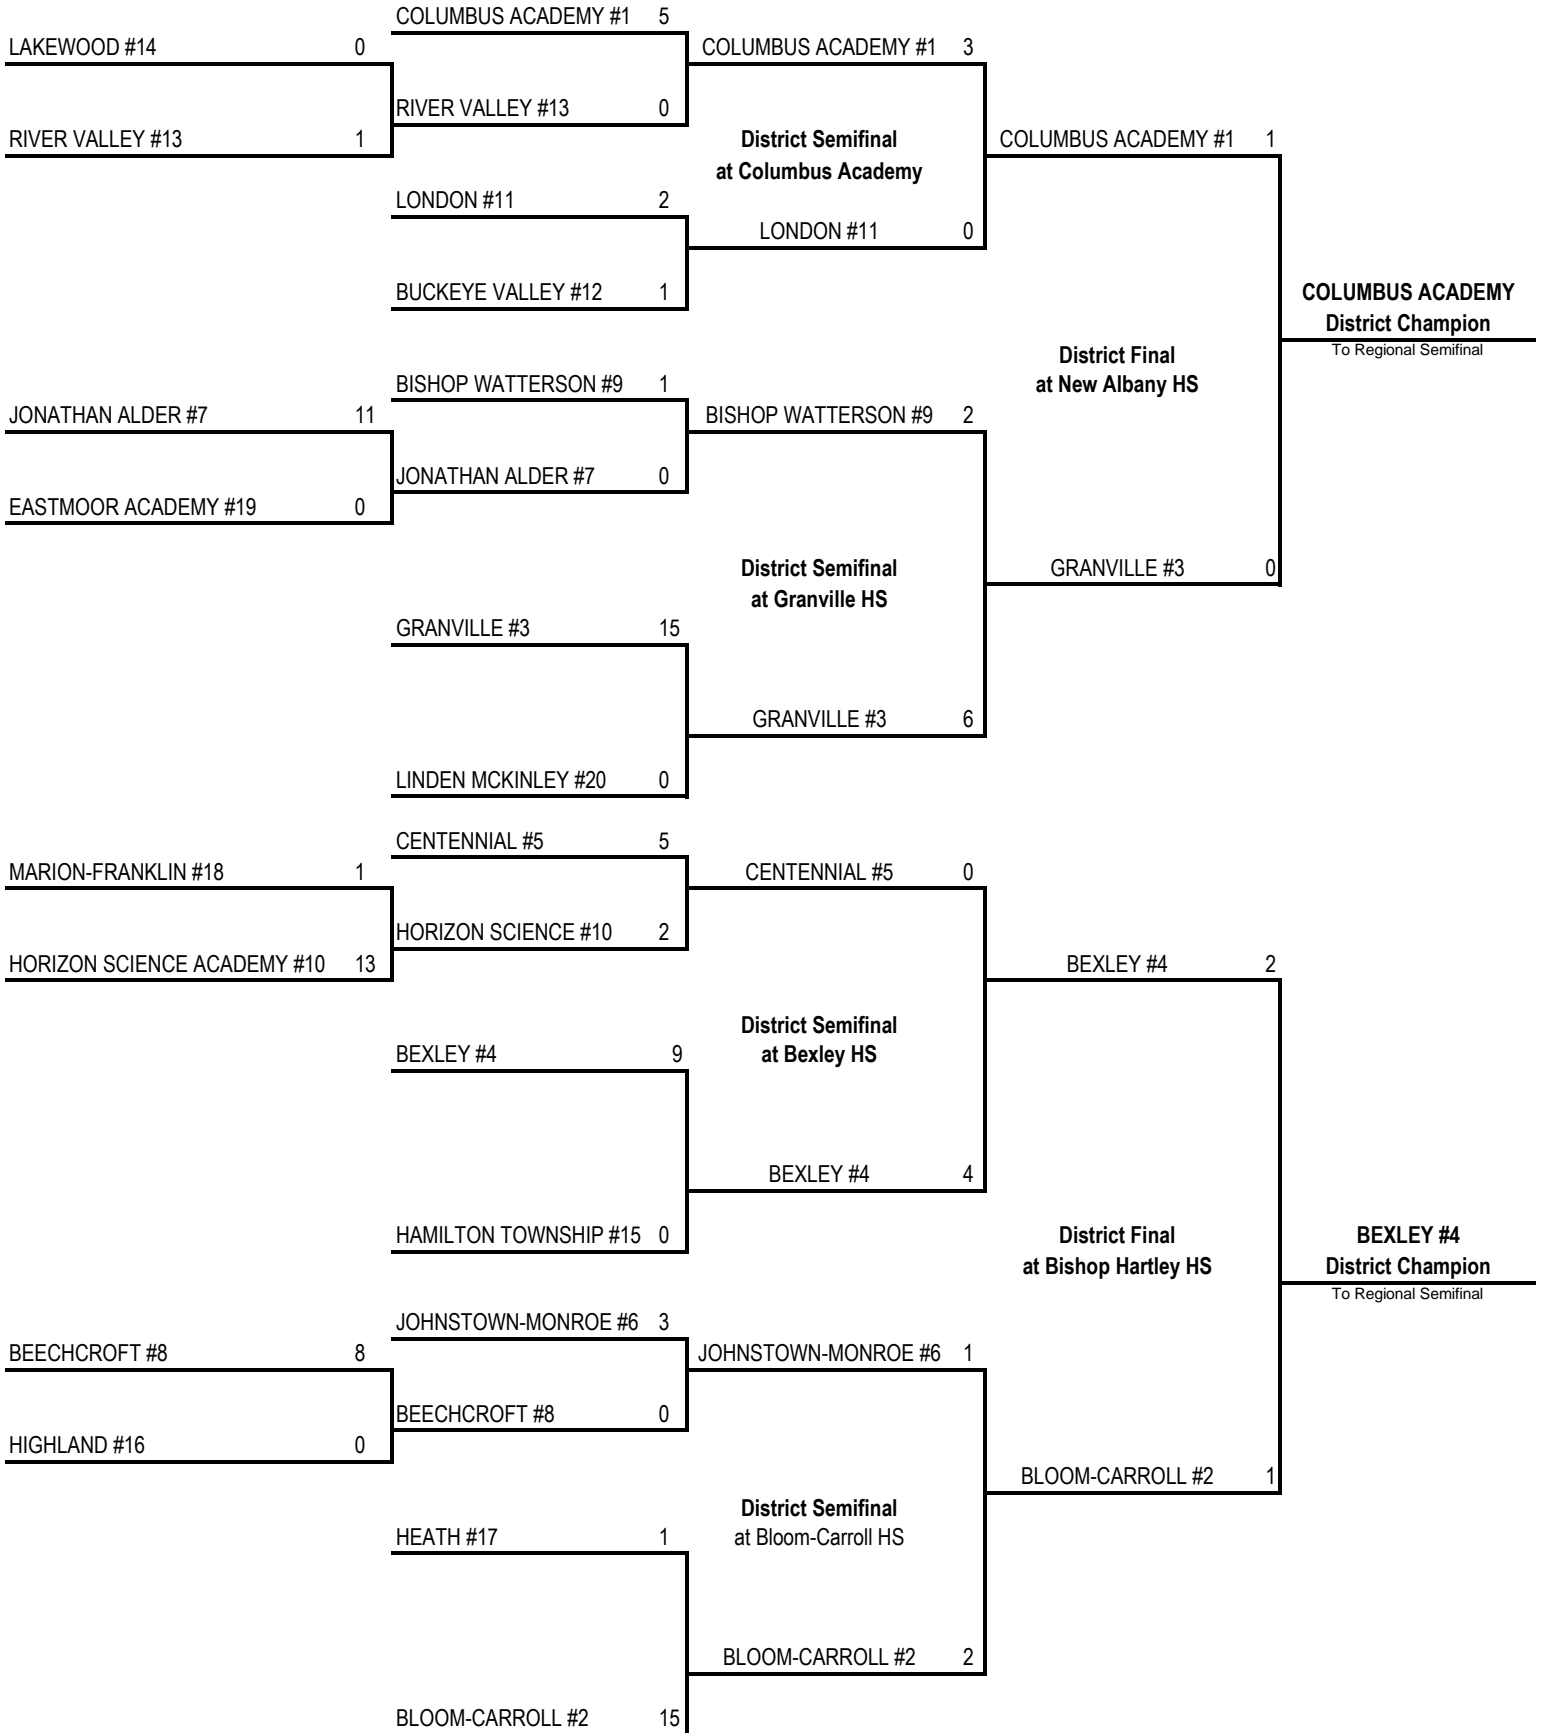 COLUMBUS ACADEMY #1 5
LAKEWOOD #14 0
COLUMBUS ACADEMY #1 3
RIVER VALLEY #13 0
RIVER VALLEY #13 1
District Semifinal
at Columbus Academy
COLUMBUS ACADEMY #1 1
LONDON #11 2
LONDON #11 0
BUCKEYE VALLEY #12 1
COLUMBUS ACADEMY
District Champion
To Regional Semifinal
District Final
at New Albany HS
BISHOP WATTERSON #9 1
JONATHAN ALDER #7 11
BISHOP WATTERSON #9 2
JONATHAN ALDER #7 0
EASTMOOR ACADEMY #19 0
District Semifinal
at Granville HS
GRANVILLE #3 0
GRANVILLE #3 15
GRANVILLE #3 6
LINDEN MCKINLEY #20 0
CENTENNIAL #5 5
MARION-FRANKLIN #18 1
CENTENNIAL #5 0
HORIZON SCIENCE #10 2
HORIZON SCIENCE ACADEMY #10 13
BEXLEY #4 2
District Semifinal
at Bexley HS
BEXLEY #4 9
BEXLEY #4 4
HAMILTON TOWNSHIP #15 0
District Final
at Bishop Hartley HS
BEXLEY #4
District Champion
To Regional Semifinal
JOHNSTOWN-MONROE #6 3
BEECHCROFT #8 8
JOHNSTOWN-MONROE #6 1
BEECHCROFT #8 0
HIGHLAND #16 0
BLOOM-CARROLL #2 1
District Semifinal
at Bloom-Carroll HS
HEATH #17 1
BLOOM-CARROLL #2 2
BLOOM-CARROLL #2 15